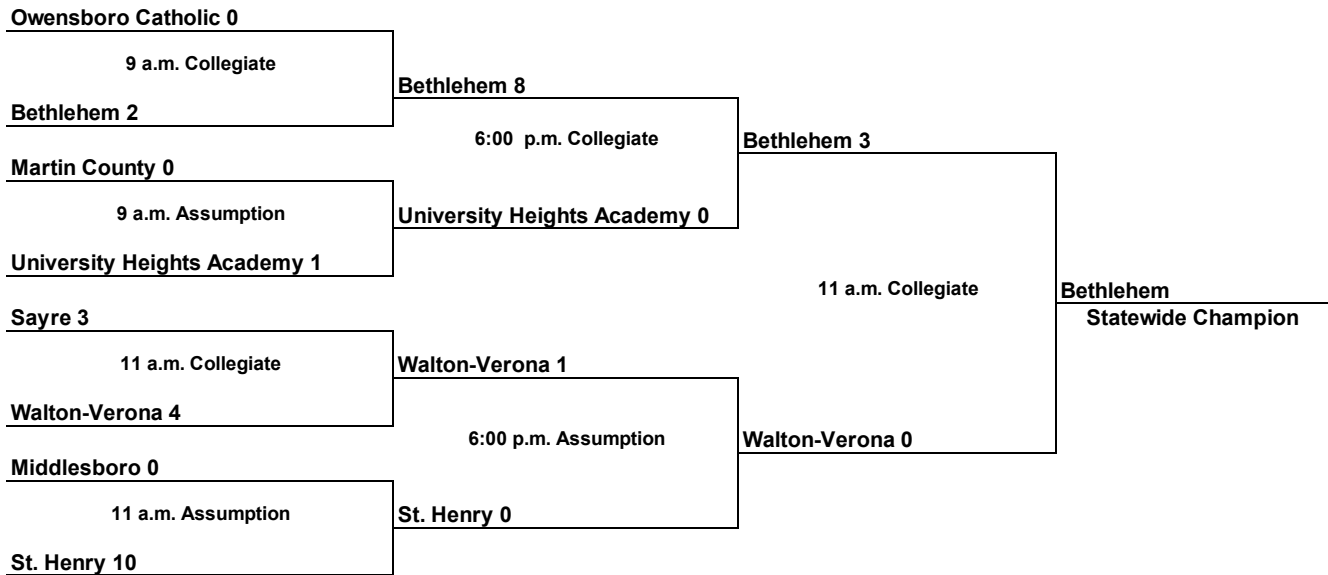 Owensboro Catholic 0
9 a.m. Collegiate
Bethlehem 8
Bethlehem 2
6:00 p.m. Collegiate
Bethlehem 3
Martin County 0
9 a.m. Assumption
University Heights Academy 0
University Heights Academy 1
11 a.m. Collegiate
Bethlehem
Statewide Champion
Sayre 3
11 a.m. Collegiate
Walton-Verona 1
Walton-Verona 4
6:00 p.m. Assumption
Walton-Verona 0
Middlesboro 0
11 a.m. Assumption
St. Henry 0
St. Henry 10